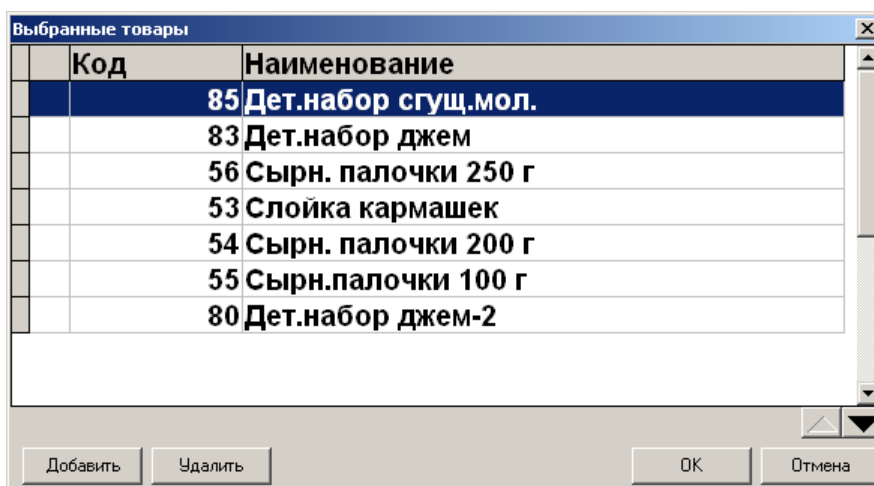 Выбранные товары
Код Наименование
85 Дет.набор сгущ.мол.
83 Дет.набор джем
56 Сырн. палочки 250 г
53 Слойка кармашек
54 Сырн. палочки 200 г
55 Сырн.палочки 100 г
80 Дет.набор джем-2
Добавить Удалить OK Отмена